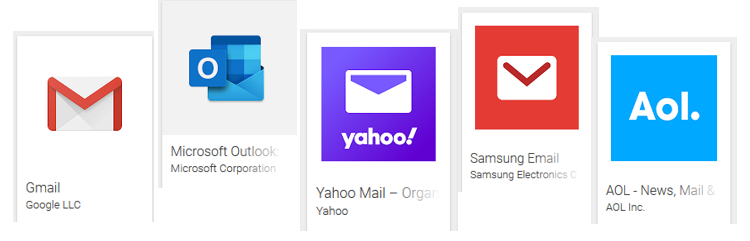 Gmail
Google LLC
O
Microsoft Outlook
Microsoft Corporation
yahoo!
Yahoo Mail – Organ
Yahoo
Samsung Email
Samsung Electronics C
Aol.
AOL - News, Mail &
AOL Inc.